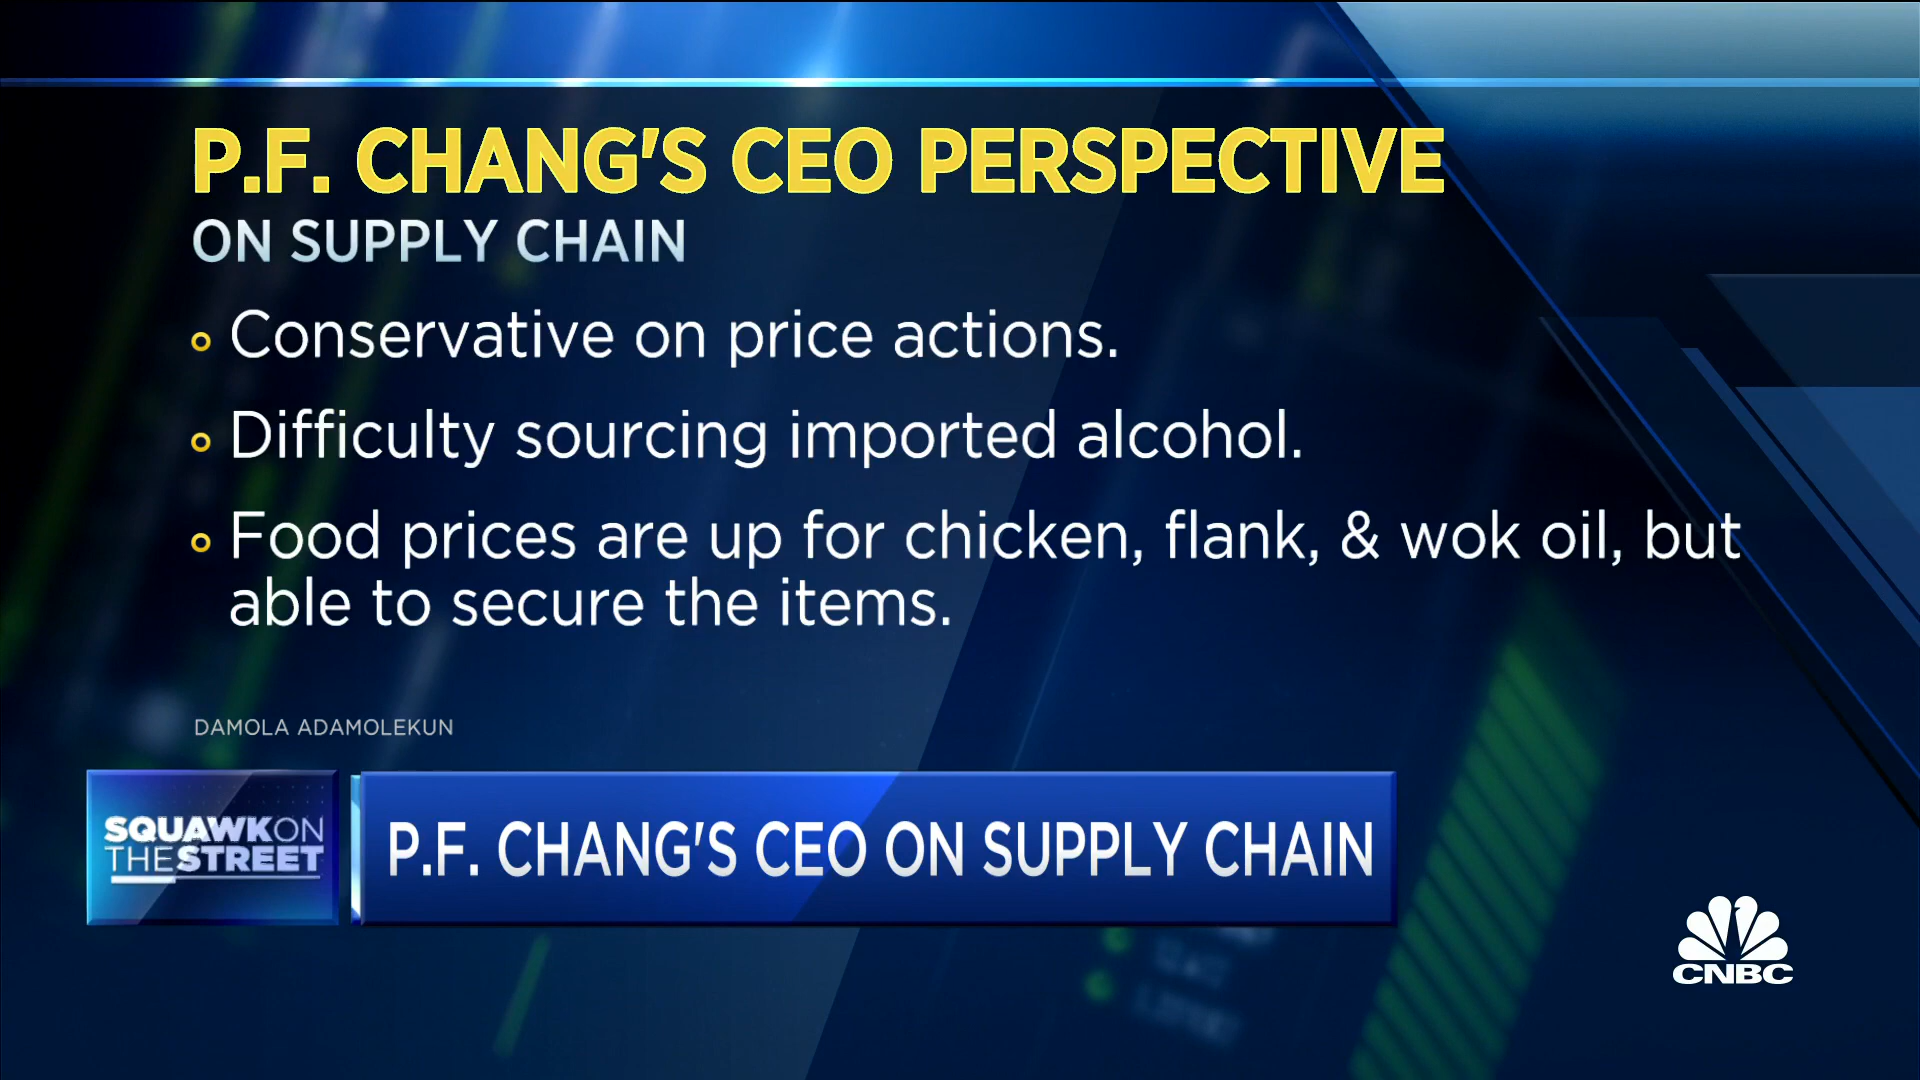 P.F. CHANG'S CEO PERSPECTIVE
ON SUPPLY CHAIN
Conservative on price actions.
Difficulty sourcing imported alcohol.
Food prices are up for chicken, flank, & wok oil, but
able to secure the items.
DAMOLA ADAMOLEKUN
SQUAWK ON
THE STREET
P.F. CHANG'S CEO ON SUPPLY CHAIN
CNBC